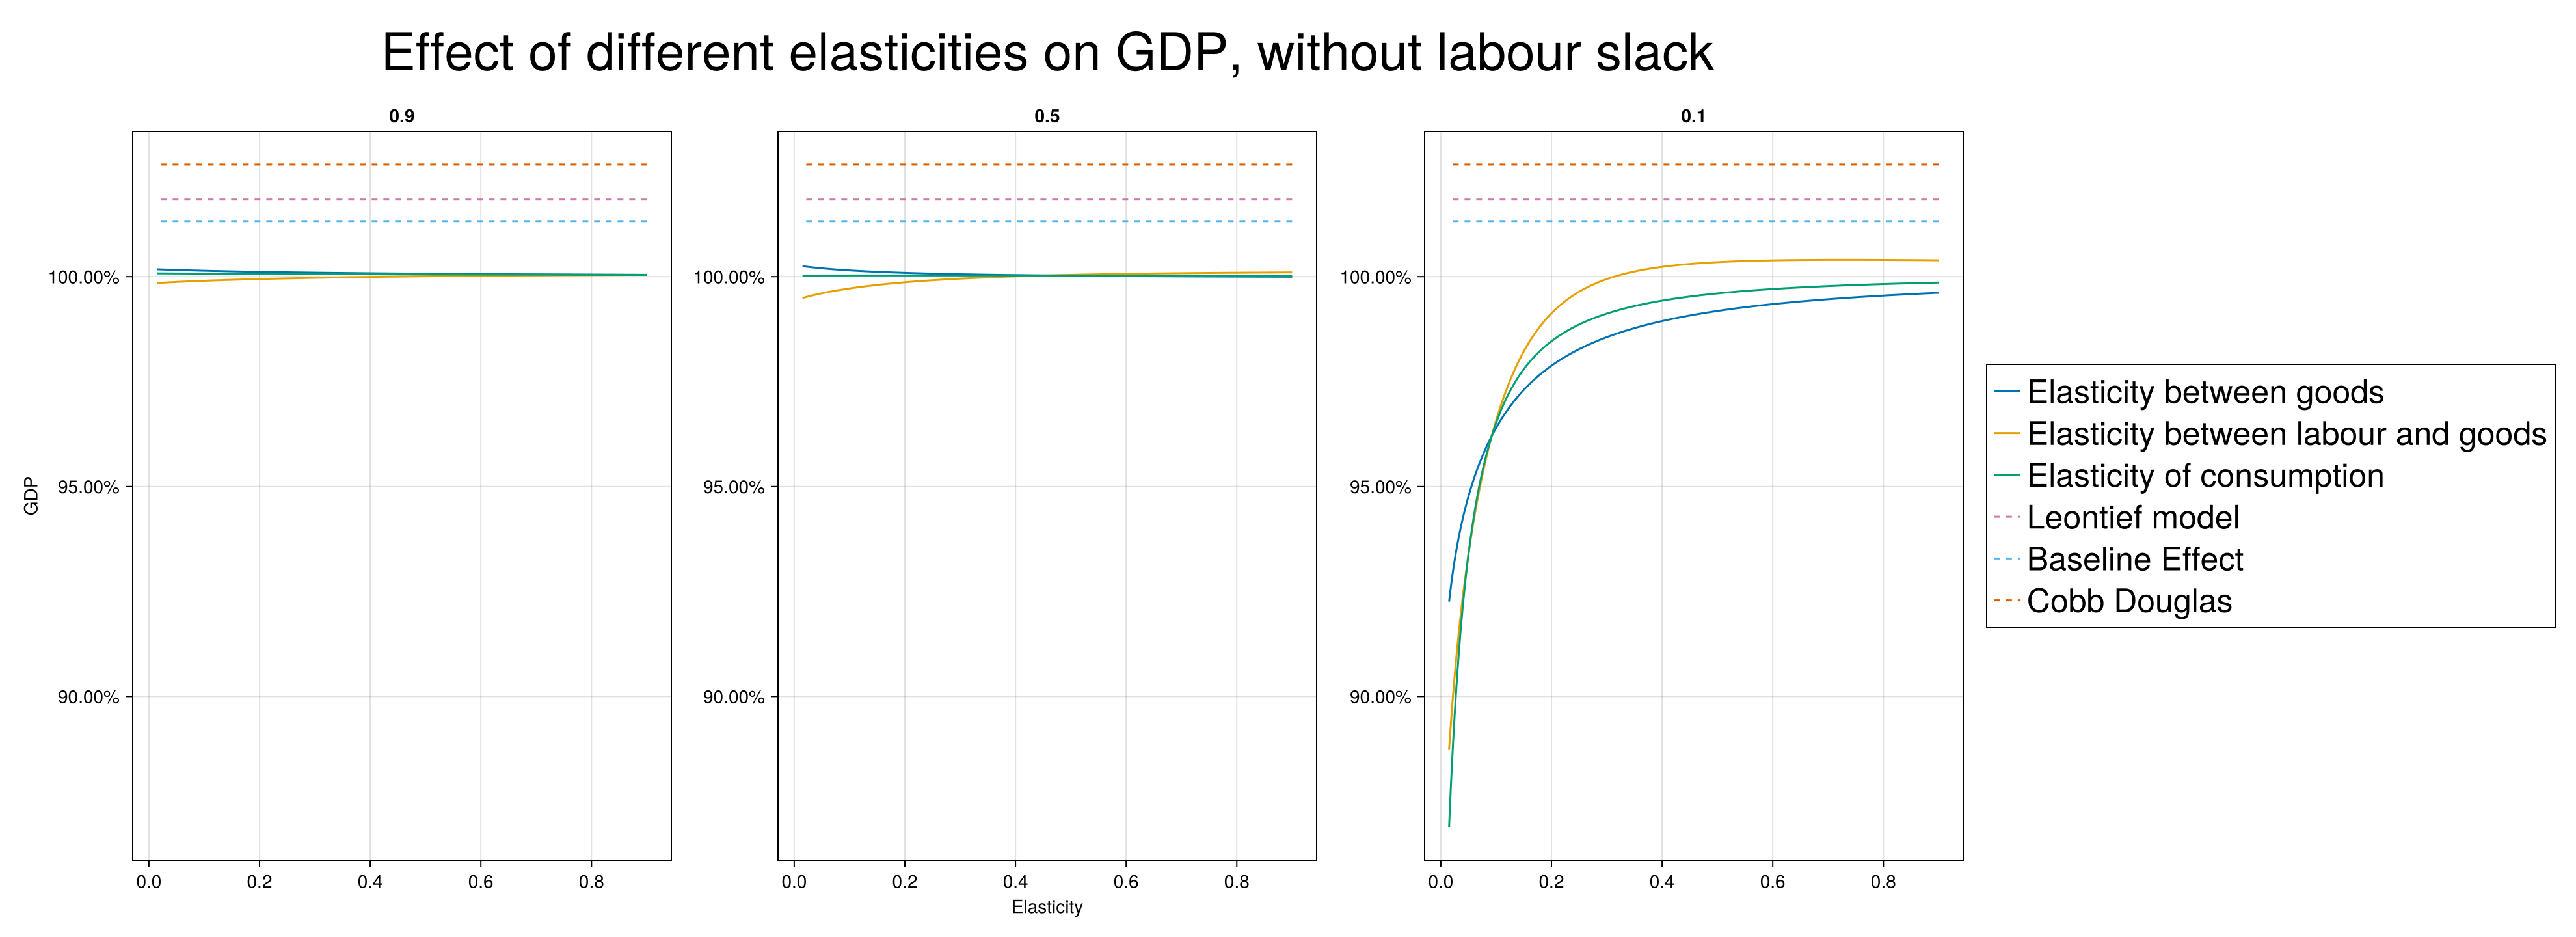 Effect of different elasticities on GDP, without labour slack
0.9
0.5
0.1
GDP
100.00%
95.00%
90.00%
0.0 0.2 0.4 0.6 0.8
100.00%
95.00%
90.00%
0.0 0.2 0.4 0.6 0.8
100.00%
95.00%
90.00%
0.0 0.2 0.4 0.6 0.8
Elasticity
Elasticity between goods
Elasticity between labour and goods
Elasticity of consumption
Leontief model
Baseline Effect
Cobb Douglas